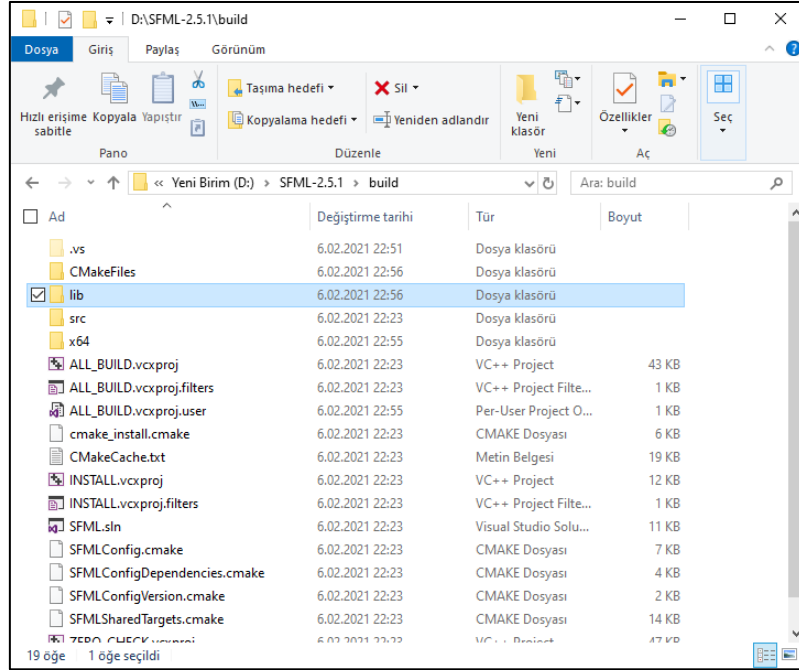 D:\SFML-2.5.1\build
Dosya Giriş Paylaş Görünüm
Hızlı erişime sabitle Kopyala Yapıştır
Taşıma hedefi Sil
Kopyalama hedefi Yeniden adlandır
Yeni klasör
Özellikler
Seç
Pano Düzenle Yeni Aç
« Yeni Birim (D:) > SFML-2.5.1 > build Ara: build
Ad Değiştirme tarihi Tür Boyut
.vs 6.02.2021 22:51 Dosya klasörü
CMakeFiles 6.02.2021 22:56 Dosya klasörü
lib 6.02.2021 22:56 Dosya klasörü
src 6.02.2021 22:23 Dosya klasörü
x64 6.02.2021 22:55 Dosya klasörü
ALL_BUILD.vcxproj 6.02.2021 22:23 VC++ Project 43 KB
ALL_BUILD.vcxproj.filters 6.02.2021 22:23 VC++ Project Filte... 1 KB
ALL_BUILD.vcxproj.user 6.02.2021 22:55 Per-User Project O... 1 KB
cmake_install.cmake 6.02.2021 22:23 CMAKE Dosyası 6 KB
CMakeCache.txt 6.02.2021 22:23 Metin Belgesi 19 KB
INSTALL.vcxproj 6.02.2021 22:23 VC++ Project 12 KB
INSTALL.vcxproj.filters 6.02.2021 22:23 VC++ Project Filte... 1 KB
SFML.sln 6.02.2021 22:23 Visual Studio Solu... 11 KB
SFMLConfig.cmake 6.02.2021 22:23 CMAKE Dosyası 7 KB
SFMLConfigDependencies.cmake 6.02.2021 22:23 CMAKE Dosyası 4 KB
SFMLConfigVersion.cmake 6.02.2021 22:23 CMAKE Dosyası 2 KB
SFMLSharedTargets.cmake 6.02.2021 22:23 CMAKE Dosyası 14 KB
ZERO_CHECK.vcxproj 6.02.2021 22:23 VC++ Project 47 KB
19 öğe 1 öğe seçildi